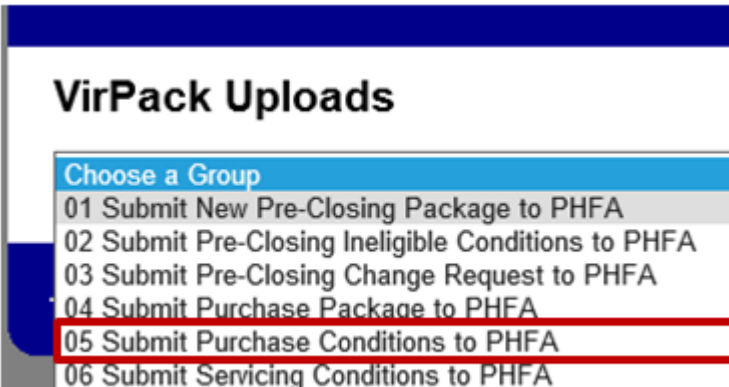 VirPack Uploads
Choose a Group
01 Submit New Pre-Closing Package to PHFA
02 Submit Pre-Closing Ineligible Conditions to PHFA
03 Submit Pre-Closing Change Request to PHFA
04 Submit Purchase Package to PHFA
05 Submit Purchase Conditions to PHFA
06 Submit Servicing Conditions to PHFA